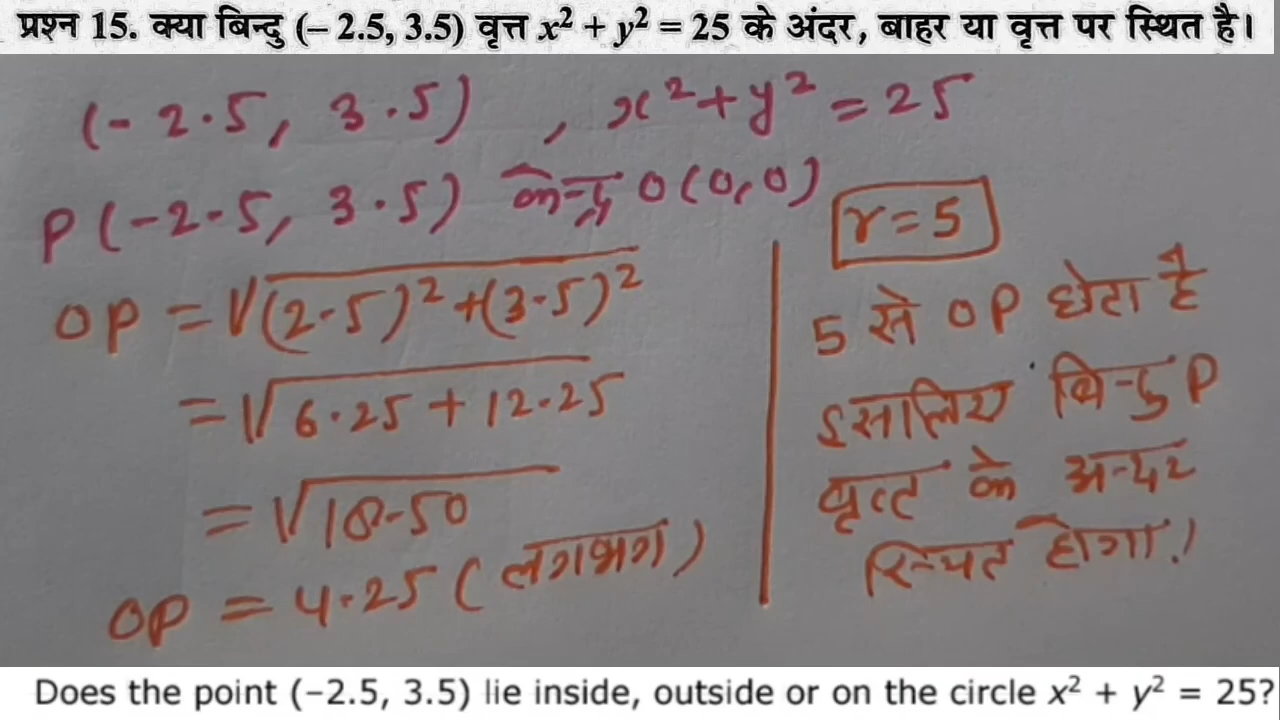 प्रश्न 15. क्या बिन्दु (– 2.5, 3.5) वृत्त x² + y² = 25 के अंदर, बाहर या वृत्त पर स्थित है।
(-2.5, 3.5) , x²+y² = 25
P(-2.5, 3.5) केन्द्र O(0,0)
r=5
OP = √(2.5)²+(3.5)²
= √6.25 + 12.25
= √18.50
OP = 4.25 (लगभग)
5 से OP छोटा है
इसलिए बिन्दु P
वृत्त के अन्दर
स्थित होगा।
Does the point (−2.5, 3.5) lie inside, outside or on the circle x² + y² = 25?